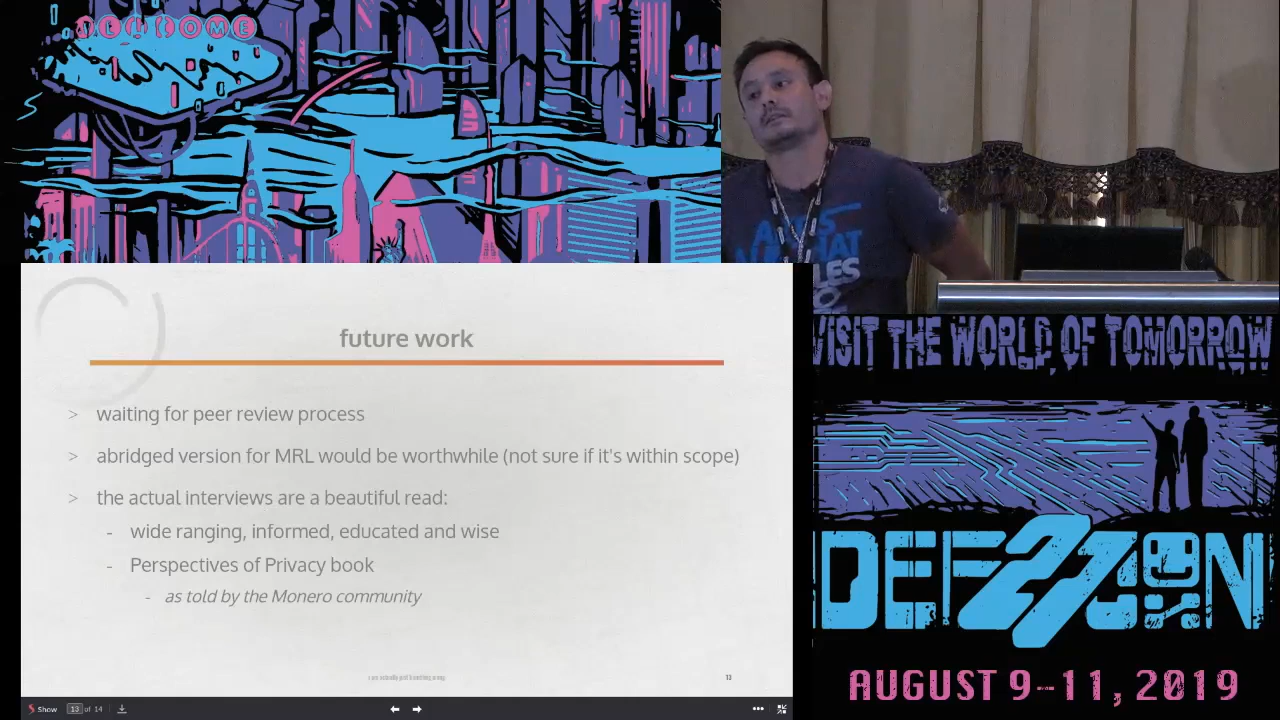 WELCOME
future work
> waiting for peer review process
> abridged version for MRL would be worthwhile (not sure if it's within scope)
> the actual interviews are a beautiful read:
- wide ranging, informed, educated and wise
- Perspectives of Privacy book
- as told by the Monero community
13
Show 13 of 14
VISIT THE WORLD OF TOMORROW
DEF 27 CON
AUGUST 9-11, 2019